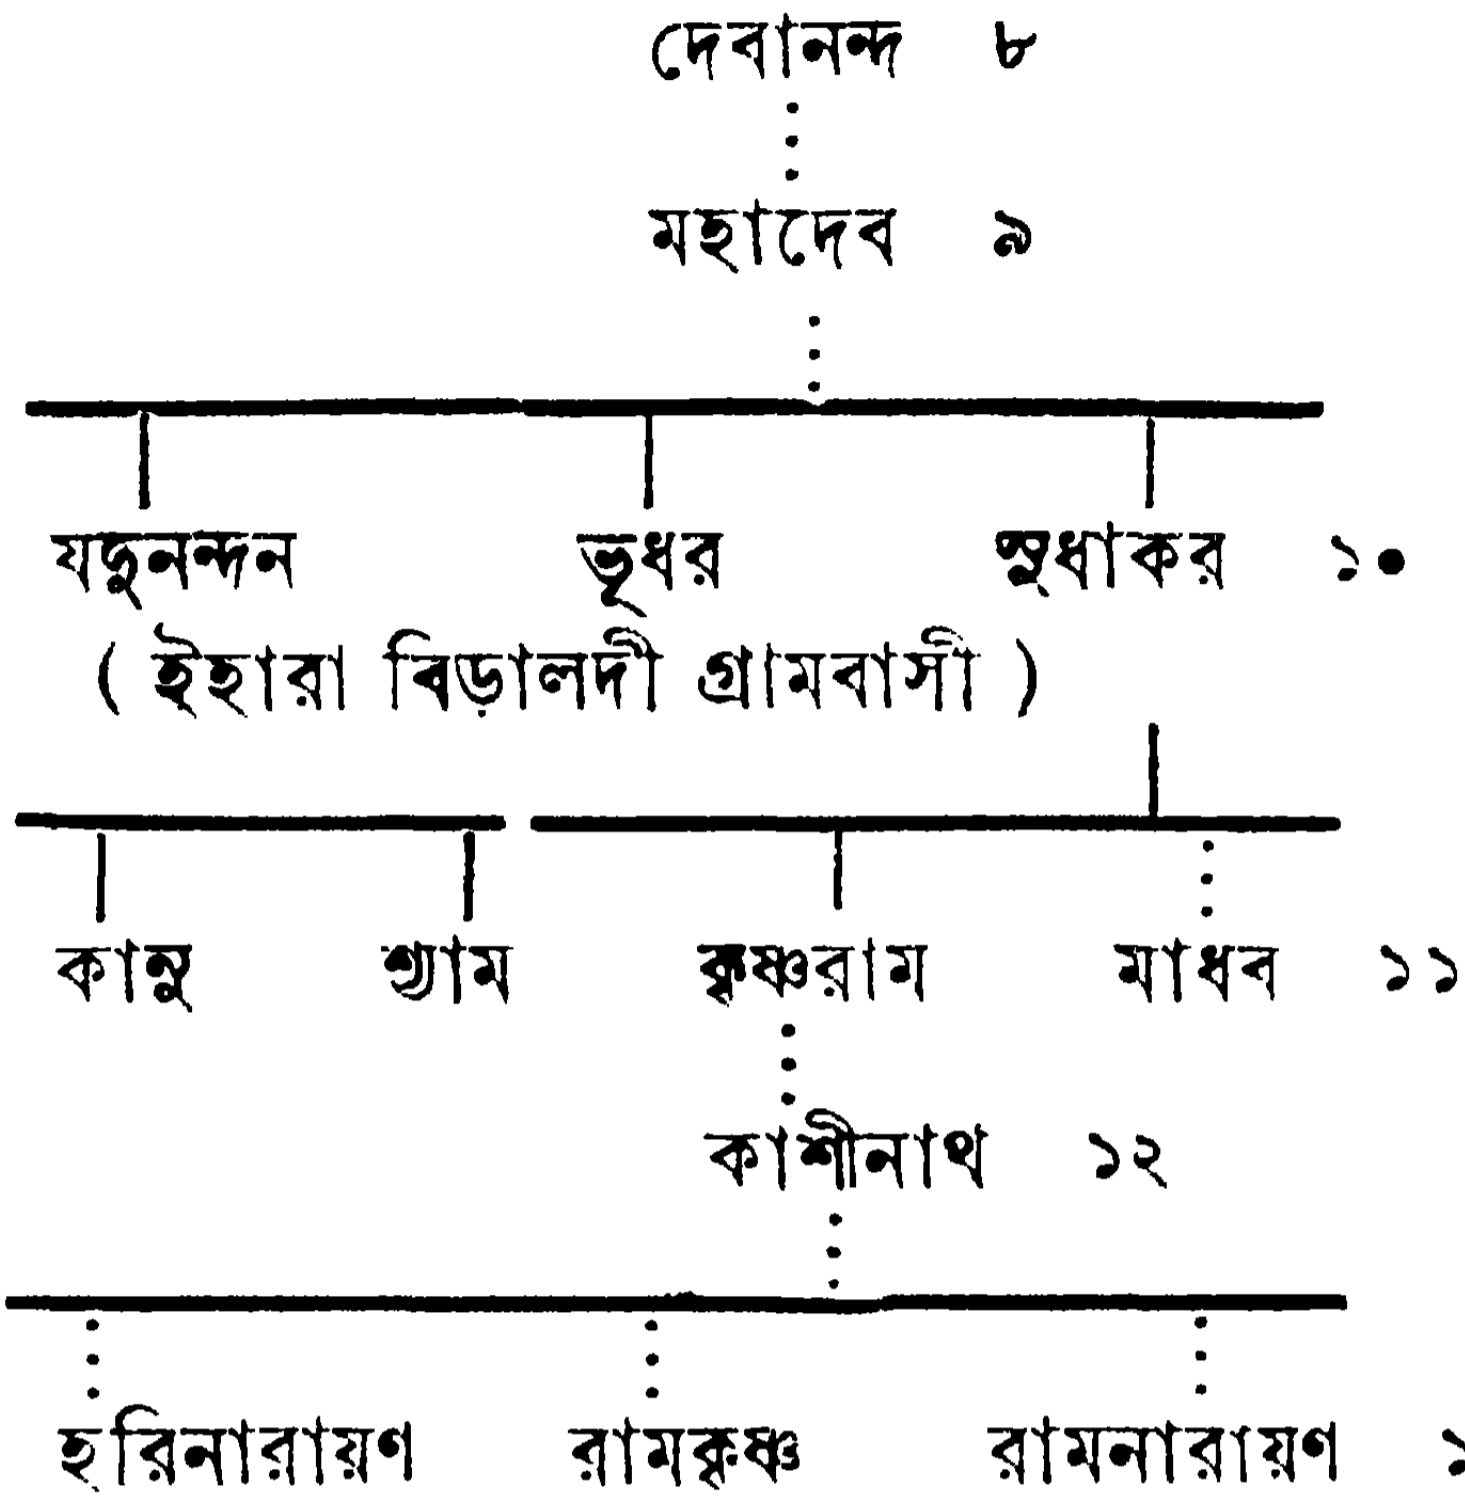 দেবানন্দ ৮
মহাদেব ৯
যদুনন্দন ভূধর সুধাকর ১০
( ইহারা বিড়ালদী গ্রামবাসী )
কানু শ্যাম কৃষ্ণরাম মাধব ১১
কাশীনাথ ১২
হরিনারায়ণ রামকৃষ্ণ রামনারায়ণ